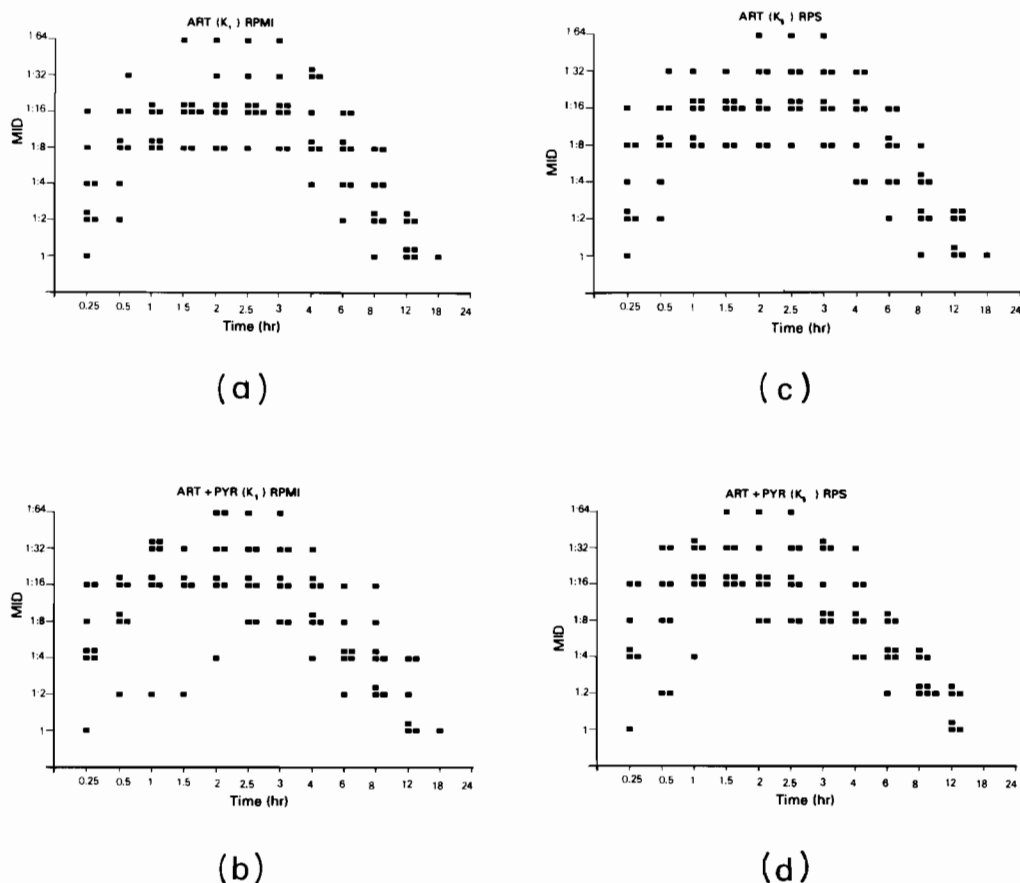 ART (K₁) RPMI
MID
1:64
1:32
1:16
1:8
1:4
1:2
1
0.25 0.5 1 1.5 2 2.5 3 4 6 8 12 18 24
Time (hr)
(a)
ART (K₁) RPS
MID
1:64
1:32
1:16
1:8
1:4
1:2
1
0.25 0.5 1 1.5 2 2.5 3 4 6 8 12 18 24
Time (hr)
(c)
ART + PYR (K₁) RPMI
MID
1:64
1:32
1:16
1:8
1:4
1:2
1
0.25 0.5 1 1.5 2 2.5 3 4 6 8 12 18 24
Time (hr)
(b)
ART + PYR (K₁) RPS
MID
1:64
1:32
1:16
1:8
1:4
1:2
1
0.25 0.5 1 1.5 2 2.5 3 4 6 8 12 18 24
Time (hr)
(d)